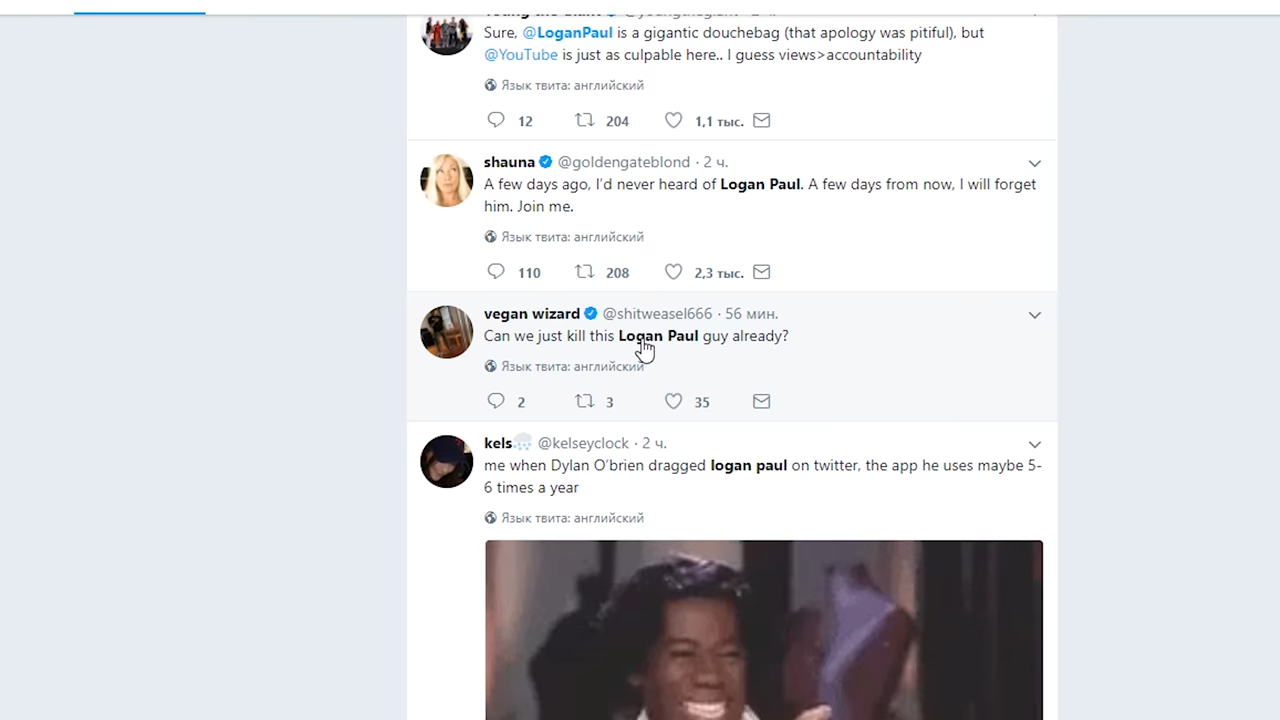 Sure, @LoganPaul is a gigantic douchebag (that apology was pitiful), but
@YouTube is just as culpable here.. I guess views>accountability
Язык твита: английский
12 204 1,1 тыс.
shauna @goldengateblond · 2 ч.
A few days ago, I'd never heard of Logan Paul. A few days from now, I will forget
him. Join me.
Язык твита: английский
110 208 2,3 тыс.
vegan wizard @shitweasel666 · 56 мин.
Can we just kill this Logan Paul guy already?
Язык твита: английский
2 3 35
kels @kelseyclock · 2 ч.
me when Dylan O'brien dragged logan paul on twitter, the app he uses maybe 5-
6 times a year
Язык твита: английский